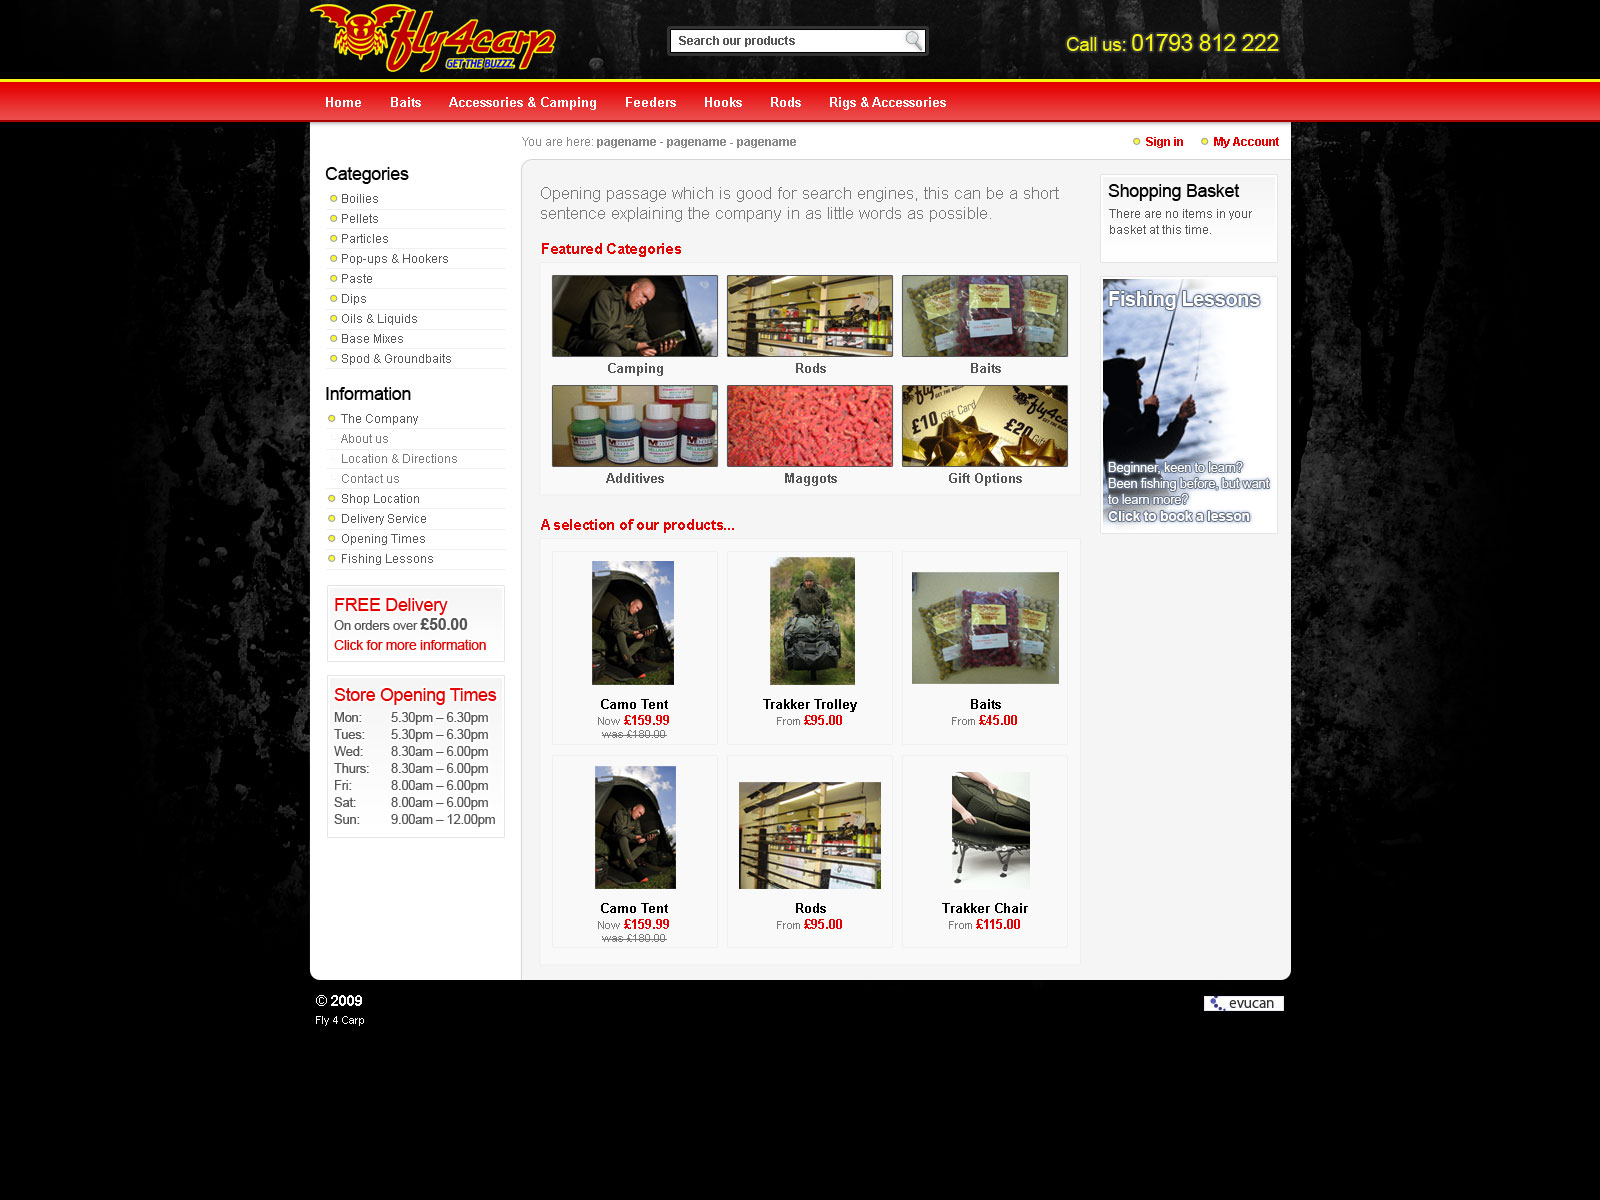 fly4carp
GET THE BUZZZ.
Search our products
Call us: 01793 812 222
Home Baits Accessories & Camping Feeders Hooks Rods Rigs & Accessories
You are here: pagename - pagename - pagename
Sign in My Account
Categories
Boilies
Pellets
Particles
Pop-ups & Hookers
Paste
Dips
Oils & Liquids
Base Mixes
Spod & Groundbaits
Information
The Company
About us
Location & Directions
Contact us
Shop Location
Delivery Service
Opening Times
Fishing Lessons
FREE Delivery
On orders over £50.00
Click for more information
Store Opening Times
Mon: 5.30pm – 6.30pm
Tues: 5.30pm – 6.30pm
Wed: 8.30am – 6.00pm
Thurs: 8.30am – 6.00pm
Fri: 8.00am – 6.00pm
Sat: 8.00am – 6.00pm
Sun: 9.00am – 12.00pm
Opening passage which is good for search engines, this can be a short
sentence explaining the company in as little words as possible.
Featured Categories
Camping
Rods
Baits
£10 Gift Card
fly4ca
£20
Additives
Maggots
Gift Options
A selection of our products...
Camo Tent
Now £159.99
was £180.00
Trakker Trolley
From £95.00
Baits
From £45.00
Camo Tent
Now £159.99
was £180.00
Rods
From £95.00
Trakker Chair
From £115.00
Shopping Basket
There are no items in your
basket at this time.
Fishing Lessons
Beginner, keen to learn?
Been fishing before, but want
to learn more?
Click to book a lesson
© 2009
Fly 4 Carp
evucan